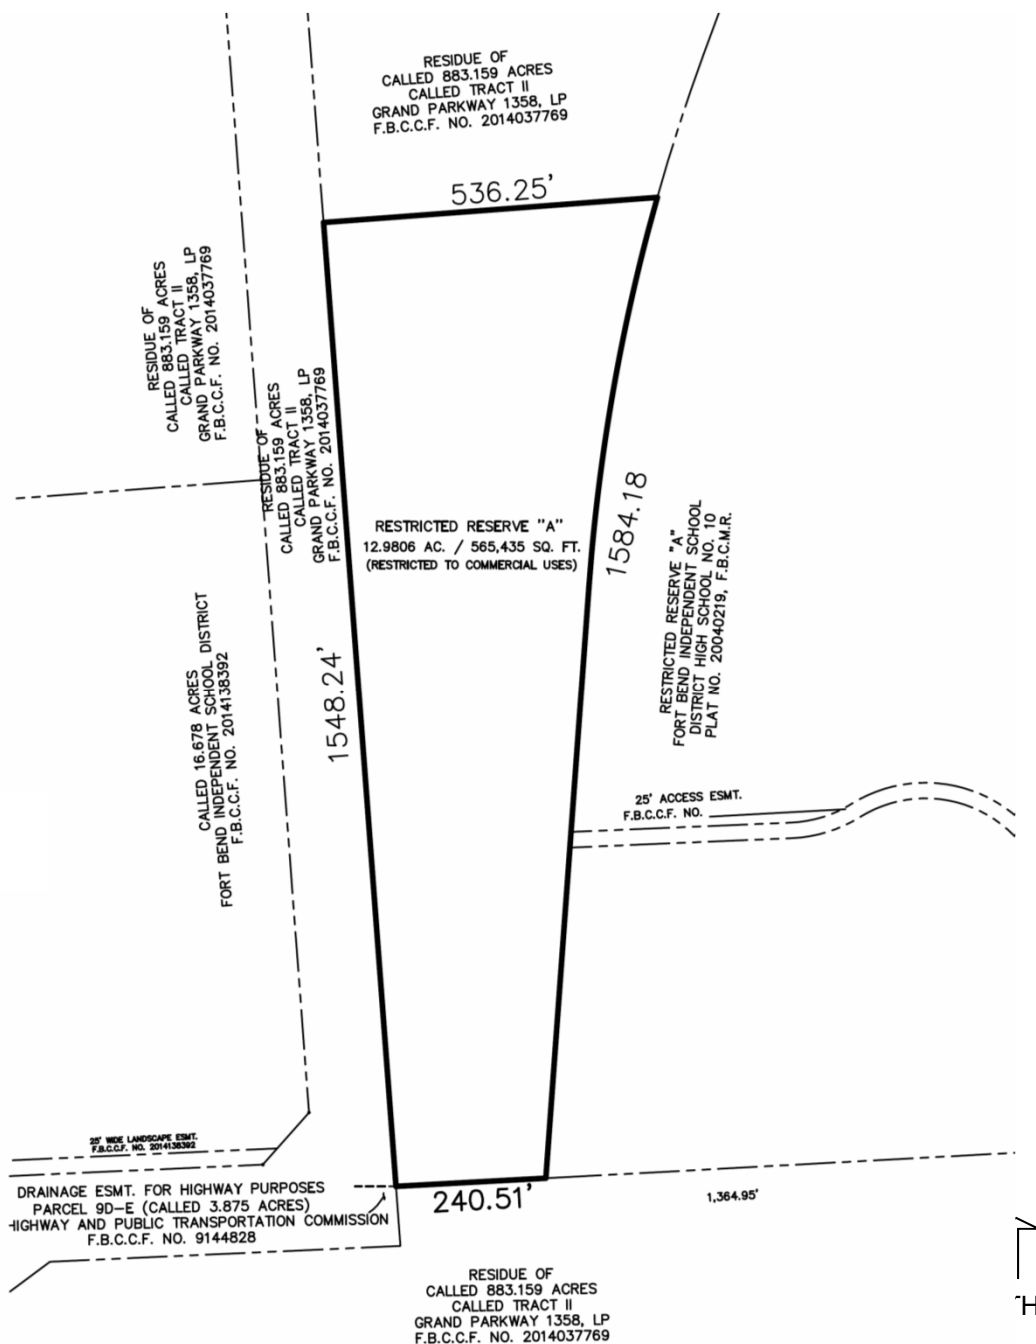 RESIDUE OF
CALLED 883.159 ACRES
CALLED TRACT II
GRAND PARKWAY 1358, LP
F.B.C.C.F. NO. 2014037769
536.25'
RESIDUE OF
CALLED 883.159 ACRES
CALLED TRACT II
GRAND PARKWAY 1358, LP
F.B.C.C.F. NO. 2014037769
RESIDUE OF
CALLED 883.159 ACRES
CALLED TRACT II
GRAND PARKWAY 1358, LP
F.B.C.C.F. NO. 2014037769
RESTRICTED RESERVE "A"
12.9806 AC. / 565,435 SQ. FT.
(RESTRICTED TO COMMERCIAL USES)
1584.18
RESTRICTED RESERVE "A"
FORT BEND INDEPENDENT SCHOOL
DISTRICT HIGH SCHOOL NO. 10
PLAT NO. 20040219, F.B.C.M.R.
1548.24'
CALLED 16.678 ACRES
FORT BEND INDEPENDENT SCHOOL DISTRICT
F.B.C.C.F. NO. 2014138392
25' ACCESS ESMT.
F.B.C.C.F. NO.
25' WIDE LANDSCAPE ESMT.
F.B.C.C.F. NO. 2014138392
DRAINAGE ESMT. FOR HIGHWAY PURPOSES
PARCEL 9D-E (CALLED 3.875 ACRES)
HIGHWAY AND PUBLIC TRANSPORTATION COMMISSION
F.B.C.C.F. NO. 9144828
240.51'
1,364.95'
RESIDUE OF
CALLED 883.159 ACRES
CALLED TRACT II
GRAND PARKWAY 1358, LP
F.B.C.C.F. NO. 2014037769